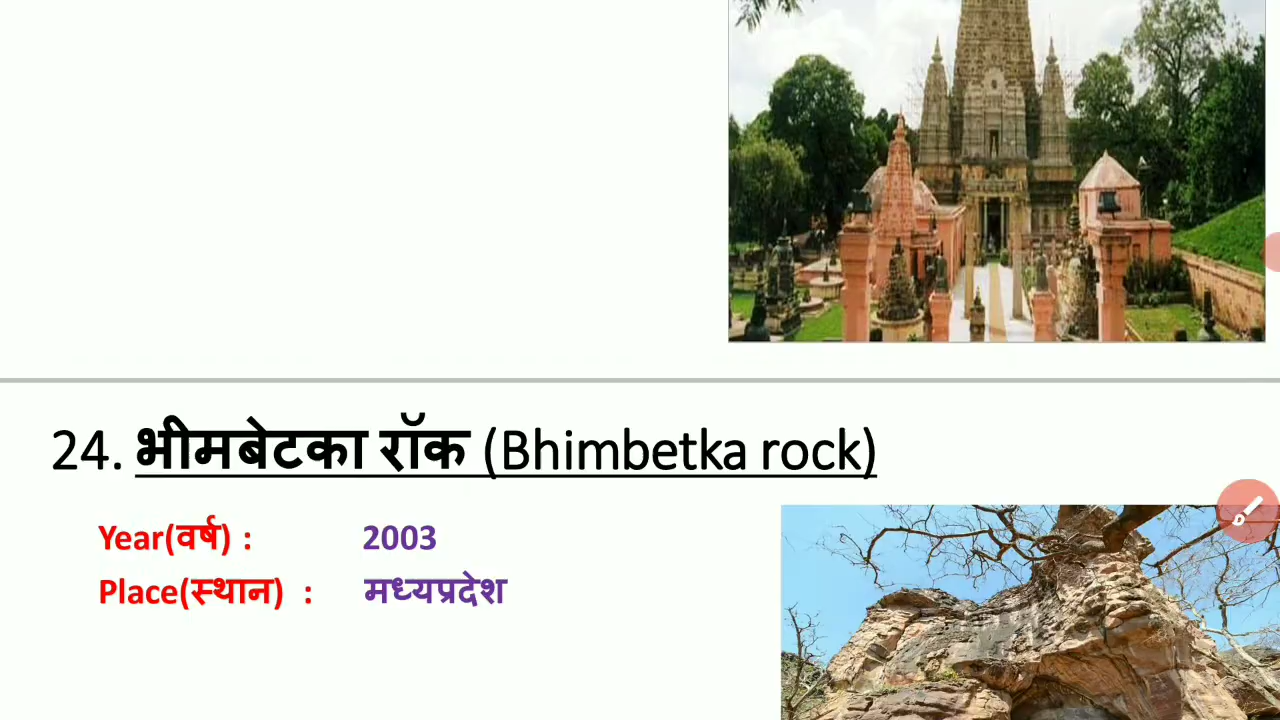 24. भीमबेटका रॉक (Bhimbetka rock)
Year(वर्ष) : 2003
Place(स्थान) : मध्यप्रदेश